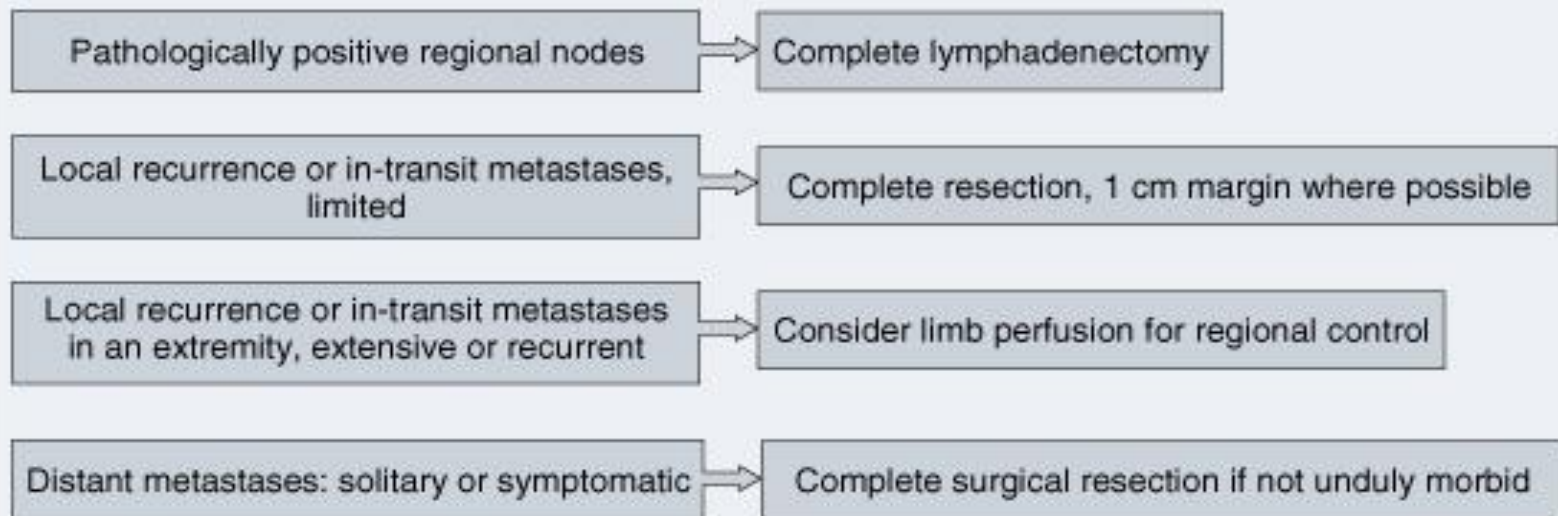 Pathologically positive regional nodes
Complete lymphadenectomy
Local recurrence or in-transit metastases,
limited
Complete resection, 1 cm margin where possible
Local recurrence or in-transit metastases
in an extremity, extensive or recurrent
Consider limb perfusion for regional control
Distant metastases: solitary or symptomatic
Complete surgical resection if not unduly morbid